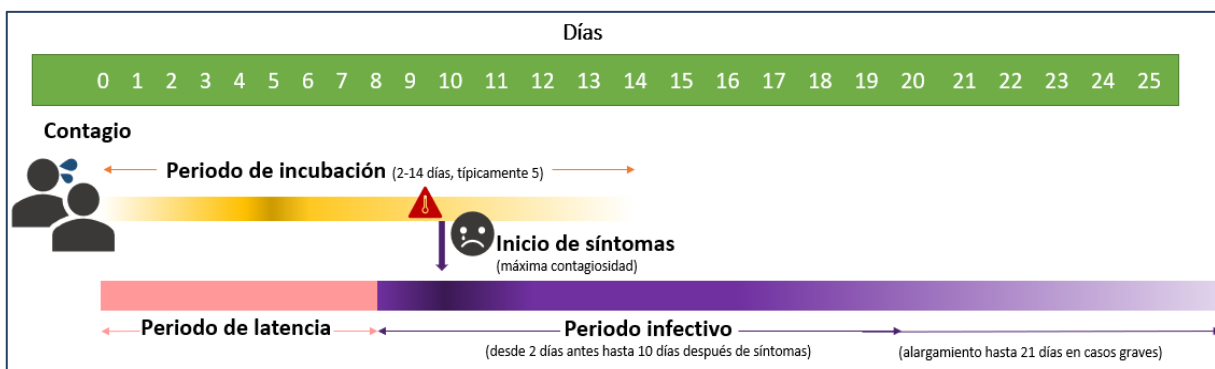 Días
0 1 2 3 4 5 6 7 8 9 10 11 12 13 14 15 16 17 18 19 20 21 22 23 24 25
Contagio
Periodo de incubación (2-14 días, típicamente 5)
Inicio de síntomas
(máxima contagiosidad)
Periodo de latencia
Periodo infectivo
(desde 2 días antes hasta 10 días después de síntomas)
(alargamiento hasta 21 días en casos graves)